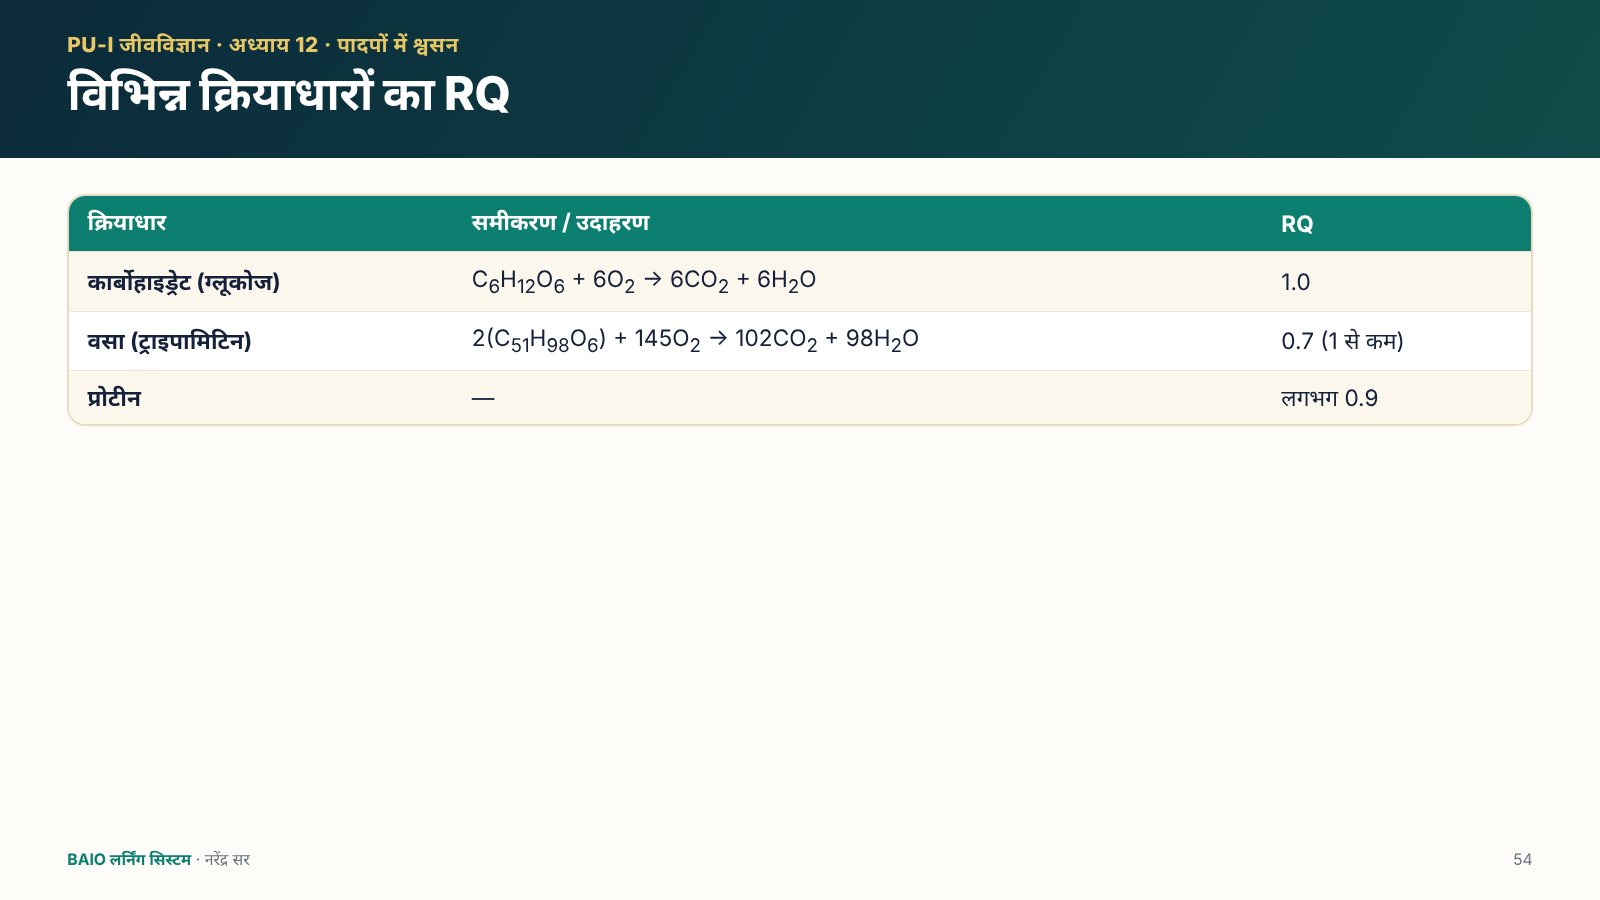 PU-I जीवविज्ञान · अध्याय 12 · पादपों में श्वसन
विभिन्न क्रियाधारों का RQ
क्रियाधार समीकरण / उदाहरण RQ
कार्बोहाइड्रेट (ग्लूकोज) C₆H₁₂O₆ + 6O₂ → 6CO₂ + 6H₂O 1.0
वसा (ट्राइपामिटिन) 2(C₅₁H₉₈O₆) + 145O₂ → 102CO₂ + 98H₂O 0.7 (1 से कम)
प्रोटीन — लगभग 0.9
BAIO लर्निंग सिस्टम · नरेंद्र सर 54